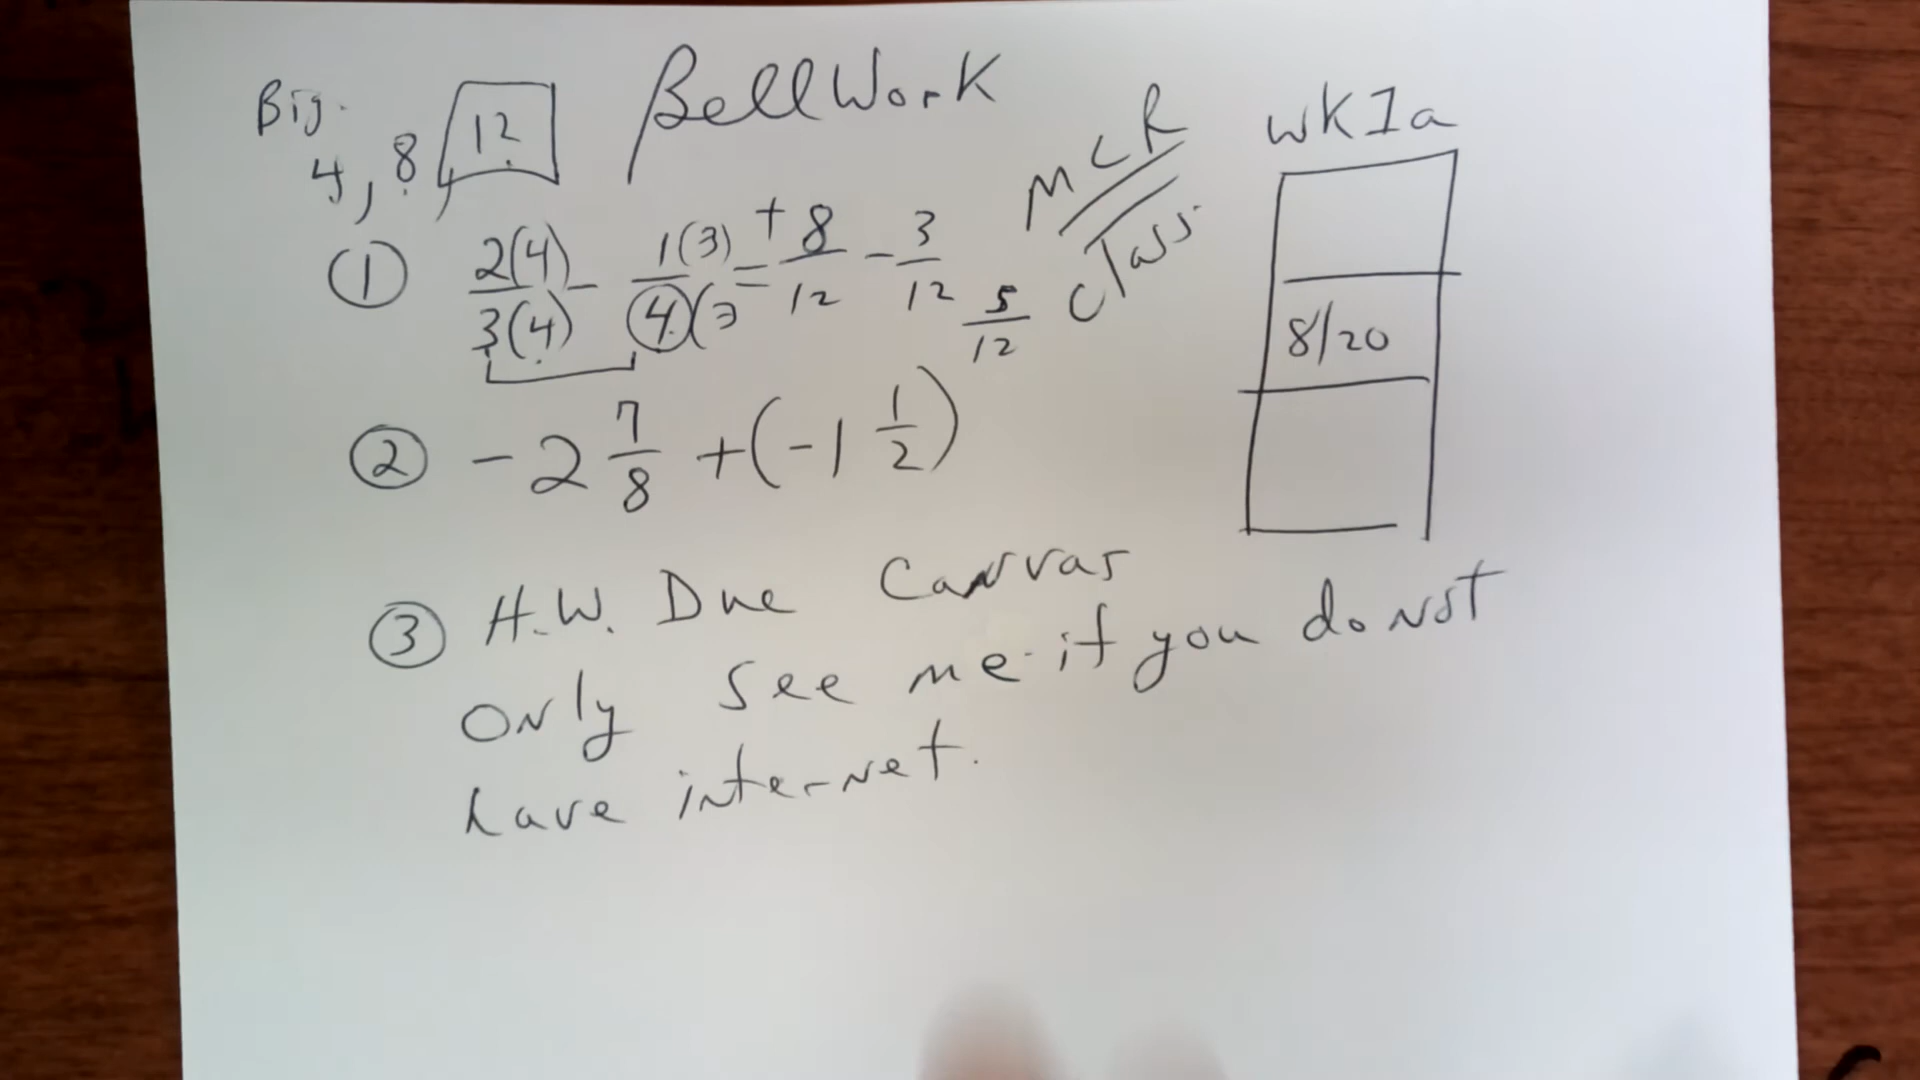 BellWork
Big.
4, 8, 12
MCR
Class
wk1a
① 2(4)/3(4) - 1(3)/4(3 = + 8/12 - 3/12
5/12
8/20
② -2 7/8 + (-1 1/2)
③ H.W. Due Canvas
Only See me if you do not
have internet.